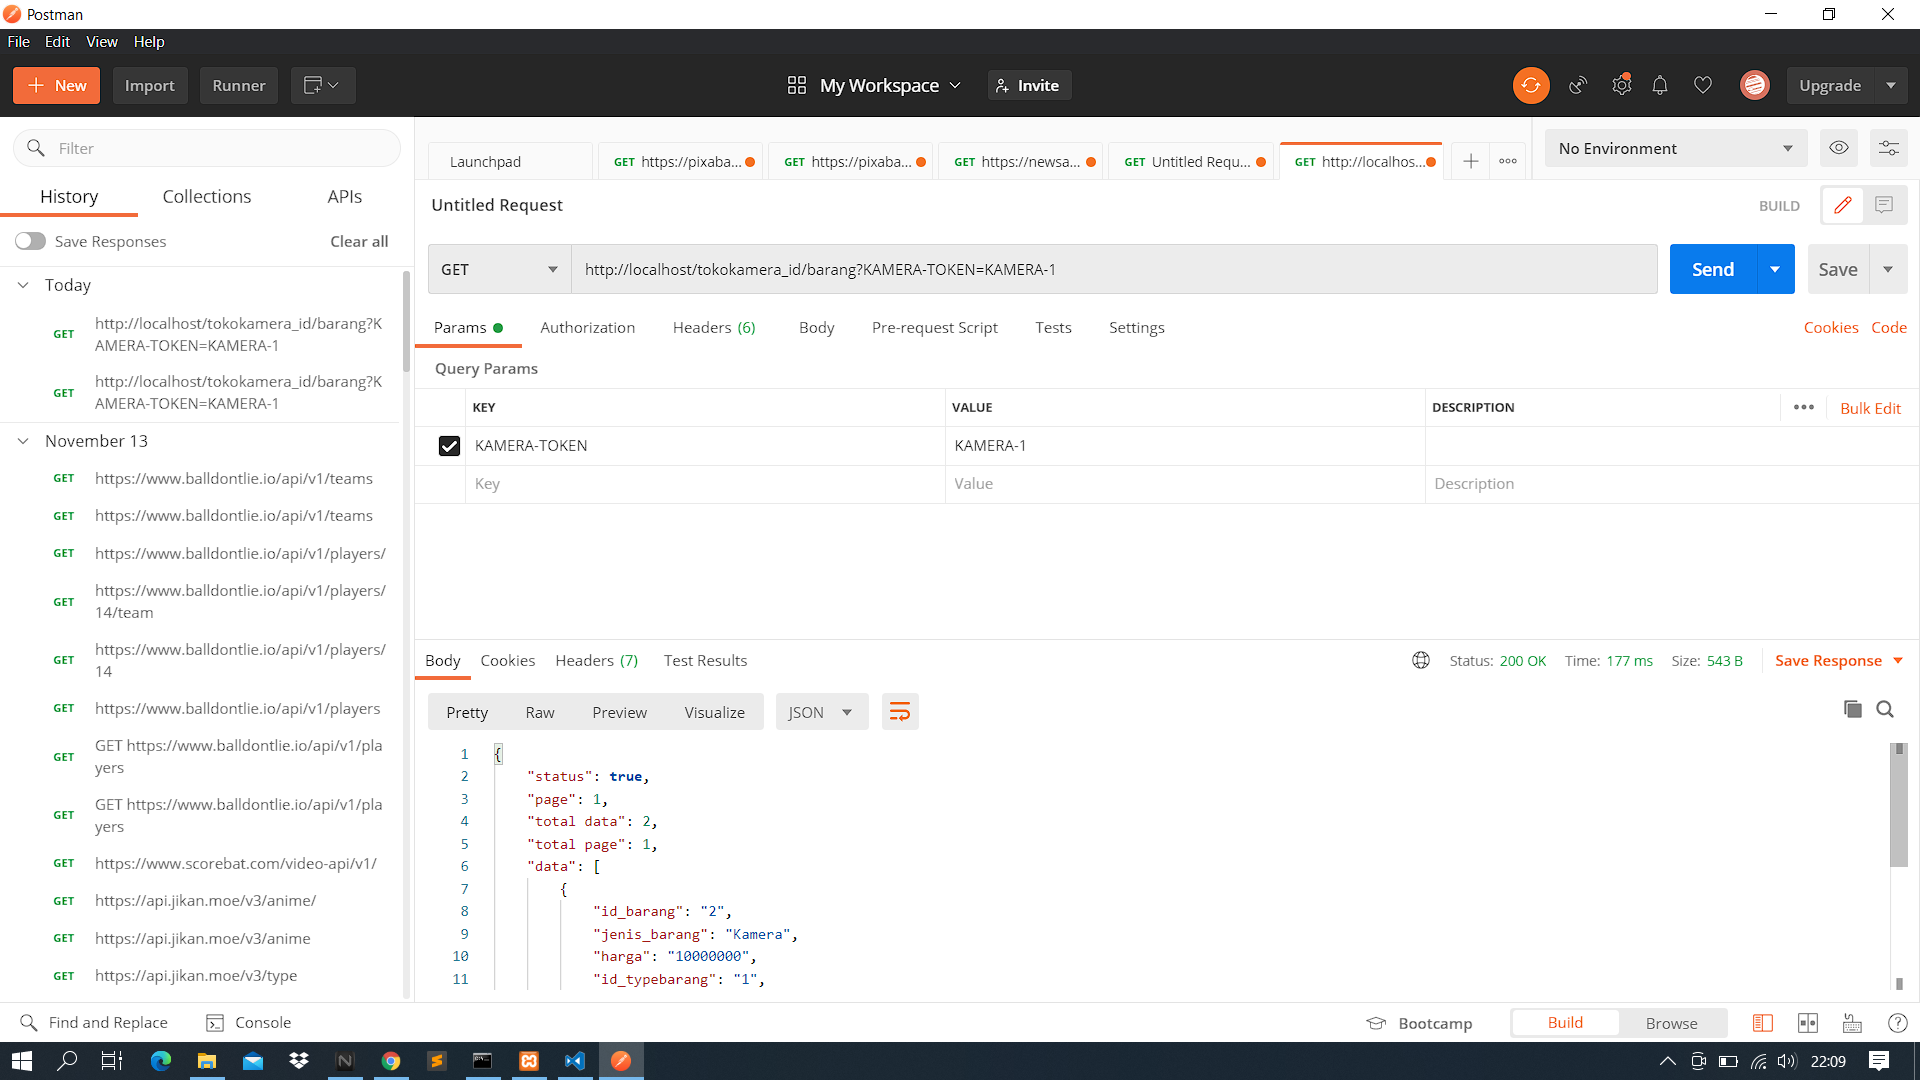 Postman
File Edit View Help
New Import Runner My Workspace Invite Upgrade
Filter
History Collections APIs
Save Responses Clear all
Today
GET http://localhost/tokokamera_id/barang?K
AMERA-TOKEN=KAMERA-1
GET http://localhost/tokokamera_id/barang?K
AMERA-TOKEN=KAMERA-1
November 13
GET https://www.balldontlie.io/api/v1/teams
GET https://www.balldontlie.io/api/v1/teams
GET https://www.balldontlie.io/api/v1/players/
GET https://www.balldontlie.io/api/v1/players/
14/team
GET https://www.balldontlie.io/api/v1/players/
14
GET https://www.balldontlie.io/api/v1/players
GET GET https://www.balldontlie.io/api/v1/pla
yers
GET GET https://www.balldontlie.io/api/v1/pla
yers
GET https://www.scorebat.com/video-api/v1/
GET https://api.jikan.moe/v3/anime/
GET https://api.jikan.moe/v3/anime
GET https://api.jikan.moe/v3/type
Launchpad GET https://pixaba... GET https://pixaba... GET https://newsa... GET Untitled Requ... GET http://localhos... No Environment
Untitled Request BUILD
GET http://localhost/tokokamera_id/barang?KAMERA-TOKEN=KAMERA-1 Send Save
Params Authorization Headers (6) Body Pre-request Script Tests Settings Cookies Code
Query Params
KEY VALUE DESCRIPTION Bulk Edit
KAMERA-TOKEN KAMERA-1
Key Value Description
Body Cookies Headers (7) Test Results Status: 200 OK Time: 177 ms Size: 543 B Save Response
Pretty Raw Preview Visualize JSON
1 {
2 "status": true,
3 "page": 1,
4 "total data": 2,
5 "total page": 1,
6 "data": [
7 {
8 "id_barang": "2",
9 "jenis_barang": "Kamera",
10 "harga": "10000000",
11 "id_typebarang": "1",
Find and Replace Console Bootcamp Build Browse
22:09